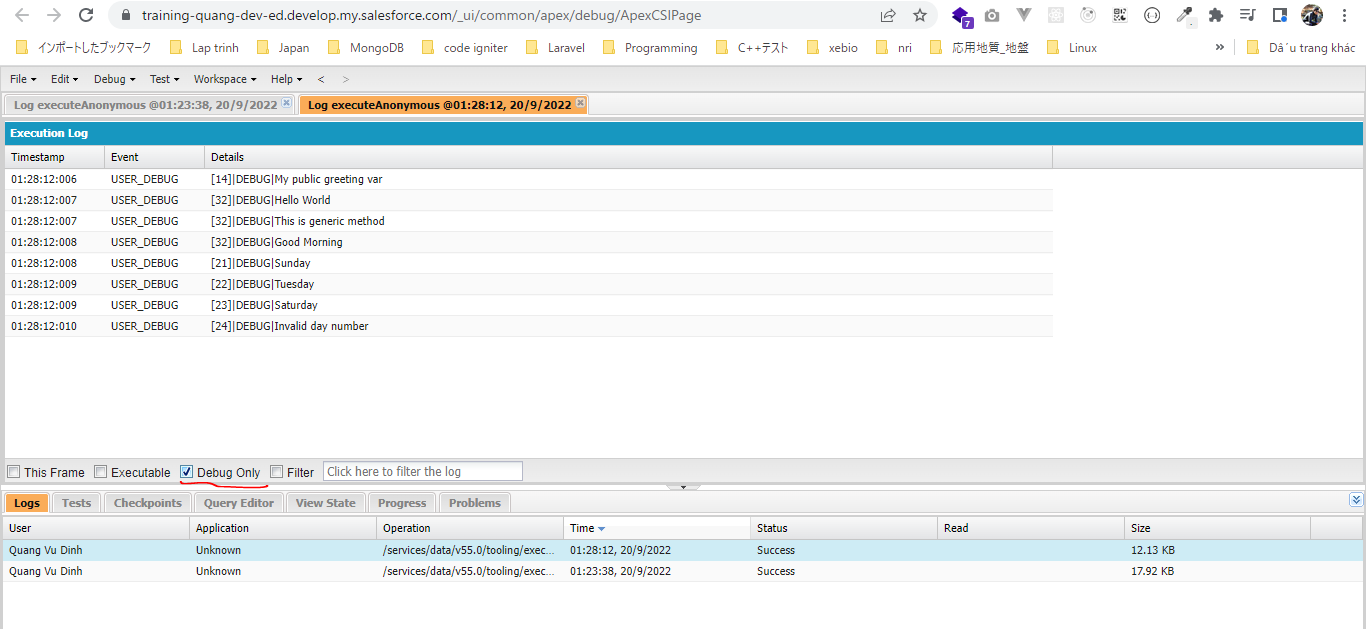 training-quang-dev-ed.develop.my.salesforce.com/_ui/common/apex/debug/ApexCSIPage
7
インポートしたブックマーク Lap trinh Japan MongoDB code igniter Laravel Programming C++テスト xebio nri 応用地質_地盤 Linux » Dấu trang khác
File Edit Debug Test Workspace Help < >
Log executeAnonymous @01:23:38, 20/9/2022 Log executeAnonymous @01:28:12, 20/9/2022
Execution Log
Timestamp Event Details
01:28:12:006 USER_DEBUG [14]|DEBUG|My public greeting var
01:28:12:007 USER_DEBUG [32]|DEBUG|Hello World
01:28:12:007 USER_DEBUG [32]|DEBUG|This is generic method
01:28:12:008 USER_DEBUG [32]|DEBUG|Good Morning
01:28:12:008 USER_DEBUG [21]|DEBUG|Sunday
01:28:12:009 USER_DEBUG [22]|DEBUG|Tuesday
01:28:12:009 USER_DEBUG [23]|DEBUG|Saturday
01:28:12:010 USER_DEBUG [24]|DEBUG|Invalid day number
This Frame Executable Debug Only Filter Click here to filter the log
Logs Tests Checkpoints Query Editor View State Progress Problems
User Application Operation Time Status Read Size
Quang Vu Dinh Unknown /services/data/v55.0/tooling/exec... 01:28:12, 20/9/2022 Success 12.13 KB
Quang Vu Dinh Unknown /services/data/v55.0/tooling/exec... 01:23:38, 20/9/2022 Success 17.92 KB